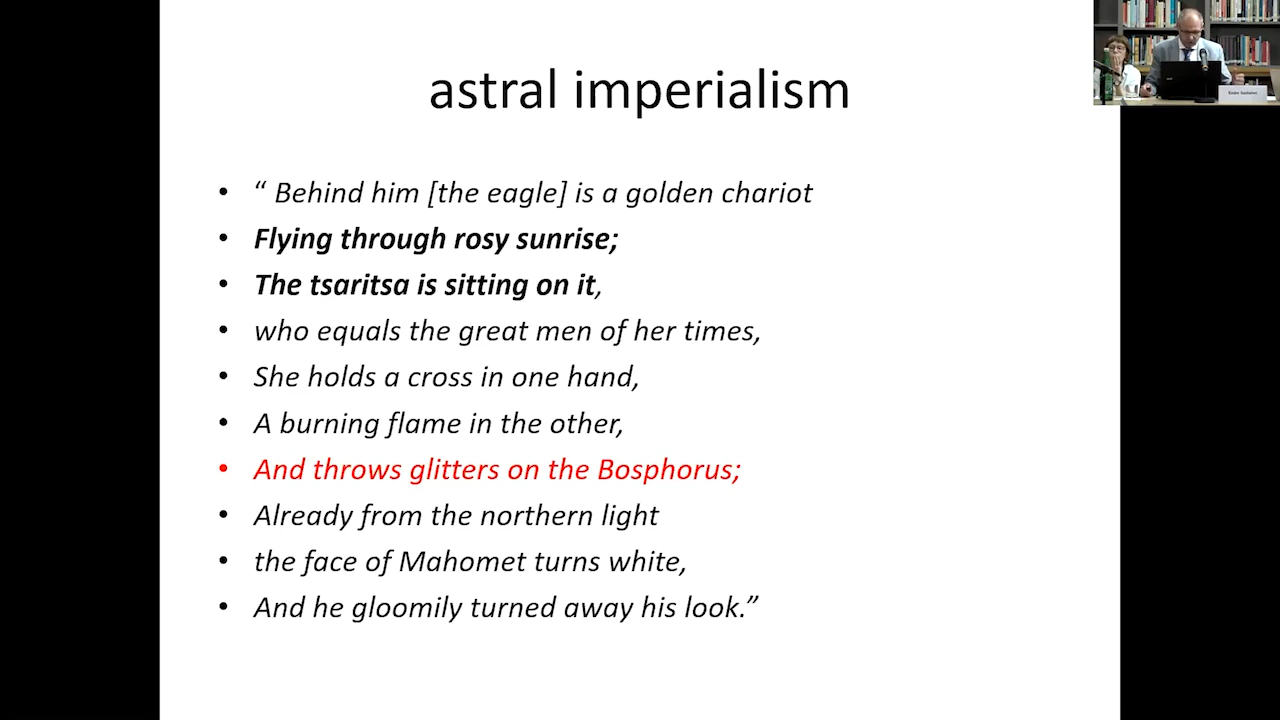 astral imperialism
• “ Behind him [the eagle] is a golden chariot
• Flying through rosy sunrise;
• The tsaritsa is sitting on it,
• who equals the great men of her times,
• She holds a cross in one hand,
• A burning flame in the other,
• And throws glitters on the Bosphorus;
• Already from the northern light
• the face of Mahomet turns white,
• And he gloomily turned away his look.”